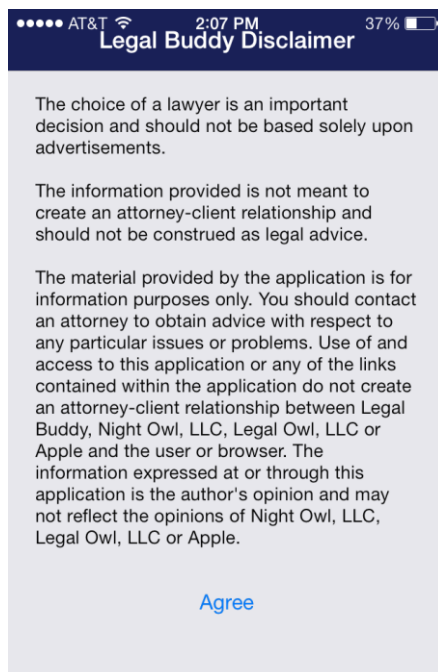 ●●●●● AT&T 2:07 PM 37%
Legal Buddy Disclaimer
The choice of a lawyer is an important
decision and should not be based solely upon
advertisements.
The information provided is not meant to
create an attorney-client relationship and
should not be construed as legal advice.
The material provided by the application is for
information purposes only. You should contact
an attorney to obtain advice with respect to
any particular issues or problems. Use of and
access to this application or any of the links
contained within the application do not create
an attorney-client relationship between Legal
Buddy, Night Owl, LLC, Legal Owl, LLC or
Apple and the user or browser. The
information expressed at or through this
application is the author's opinion and may
not reflect the opinions of Night Owl, LLC,
Legal Owl, LLC or Apple.
Agree